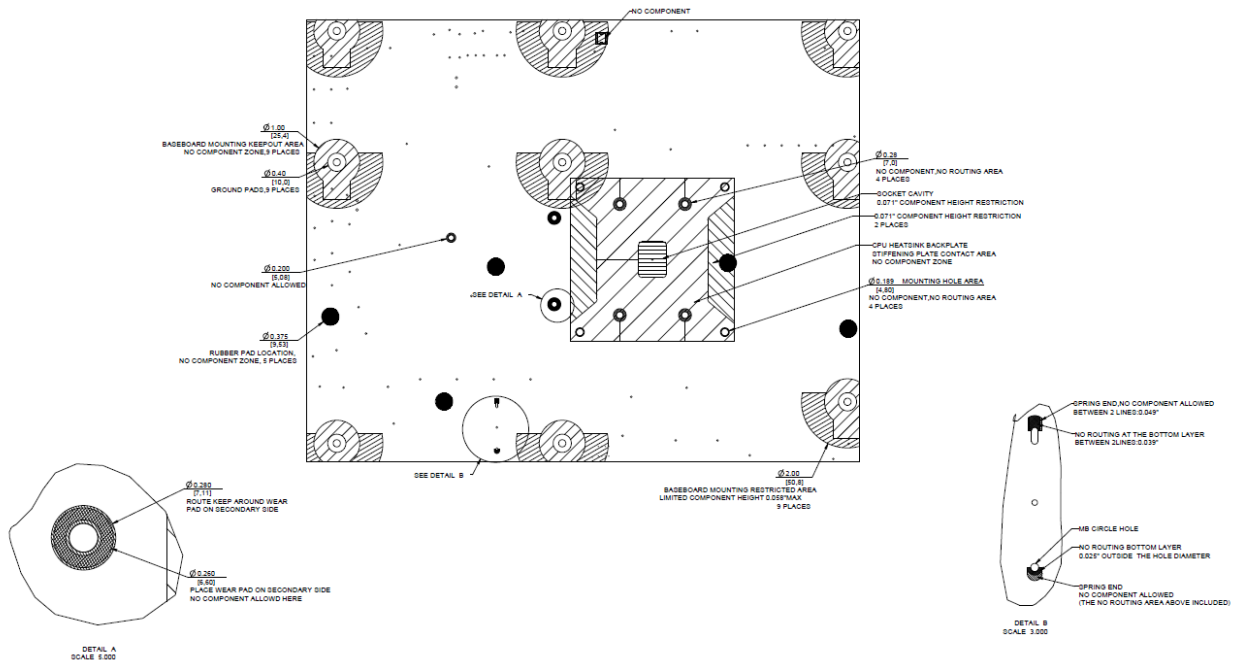 NO COMPONENT
Ø1.00
[25,4]
BASEBOARD MOUNTING KEEPOUT AREA
NO COMPONENT ZONE,9 PLACES
Ø0.40
[10,0]
GROUND PADS,9 PLACES
Ø0.28
[7,0]
NO COMPONENT,NO ROUTING AREA
4 PLACES
SOCKET CAVITY
0.071" COMPONENT HEIGHT RESTRICTION
0.071" COMPONENT HEIGHT RESTRICTION
2 PLACES
CPU HEATSINK BACKPLATE
STIFFENING PLATE CONTACT AREA
NO COMPONENT ZONE
Ø0.189 MOUNTING HOLE AREA
[4,80]
NO COMPONENT,NO ROUTING AREA
4 PLACES
Ø0.200
[5,08]
NO COMPONENT ALLOWED
SEE DETAIL A
Ø0.375
[9,53]
RUBBER PAD LOCATION,
NO COMPONENT ZONE, 5 PLACES
SEE DETAIL B
Ø2.00
[50,8]
BASEBOARD MOUNTING RESTRICTED AREA
LIMITED COMPONENT HEIGHT 0.058"MAX
9 PLACES
Ø0.280
[7,11]
ROUTE KEEP AROUND WEAR
PAD ON SECONDARY SIDE
Ø0.260
[6,60]
PLACE WEAR PAD ON SECONDARY SIDE
NO COMPONENT ALLOWD HERE
DETAIL A
SCALE 5.000
SPRING END,NO COMPONENT ALLOWED
BETWEEN 2 LINES:0.049"
NO ROUTING AT THE BOTTOM LAYER
BETWEEN 2LINES:0.039"
MB CIRCLE HOLE
NO ROUTING BOTTOM LAYER
0.025" OUTSIDE THE HOLE DIAMETER
SPRING END
NO COMPONENT ALLOWED
(THE NO ROUTING AREA ABOVE INCLUDED)
DETAIL B
SCALE 3.000